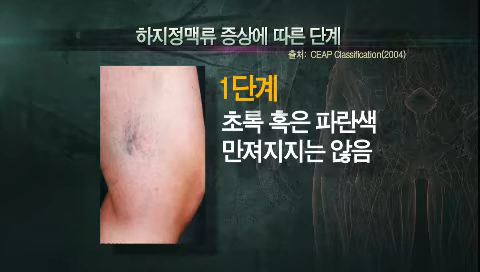 하지정맥류 증상에 따른 단계
출처: CEAP Classification(2004)
1단계
초록 혹은 파란색
만져지지는 않음